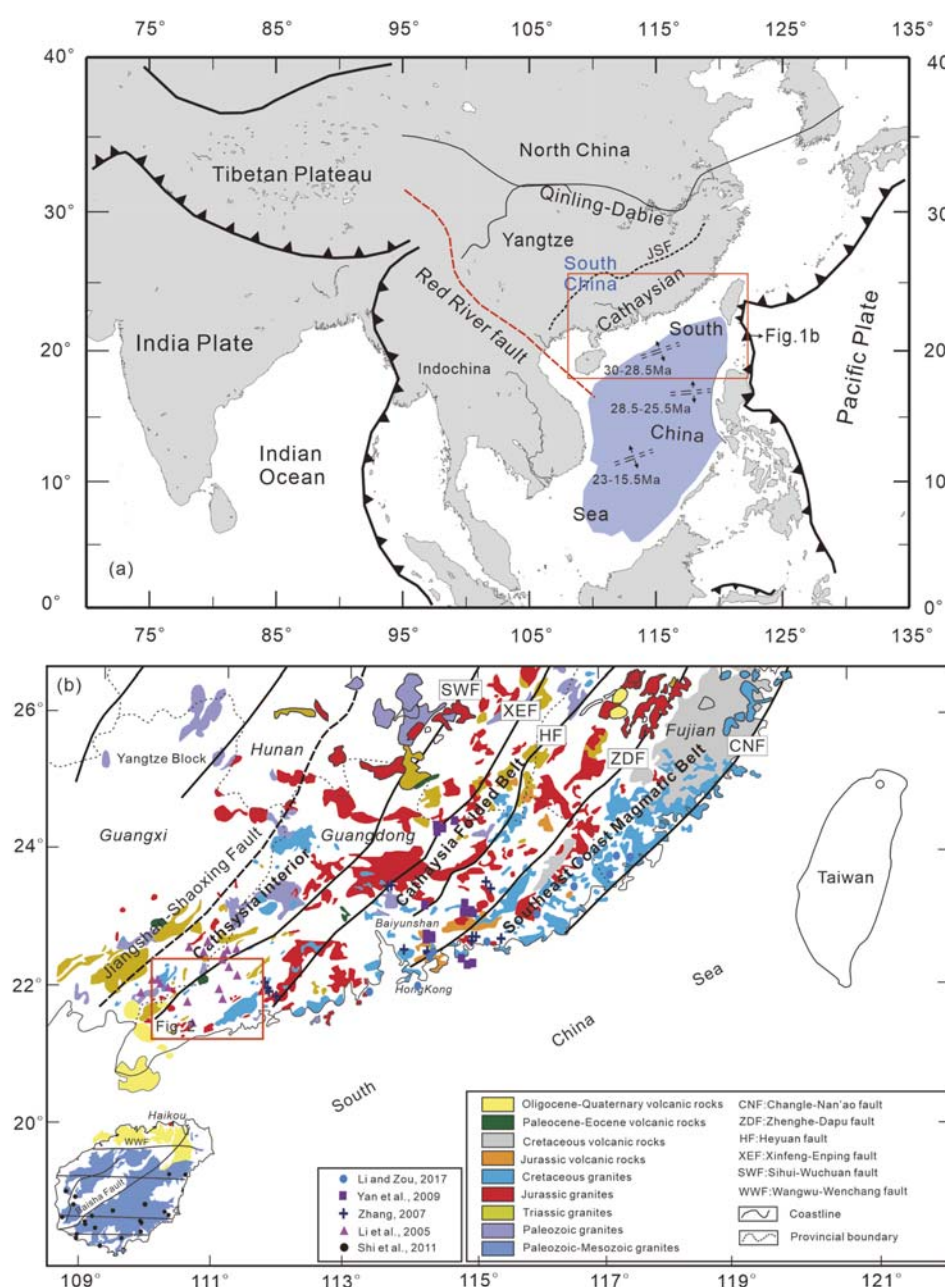 75° 85° 95° 105° 115° 122° 135°
40° 40
North China
Tibetan Plateau
Qinling-Dabie
30° 30
Yangtze
JSF
South
China
Cathaysian
Red River fault
South
Fig.1b
India Plate
20° 20
30-28.5Ma
Indochina
28.5-25.5Ma
Pacific Plate
China
Indian
Ocean
10° 10
23-15.5Ma
Sea
(a)
0° 0°
75° 85° 95° 105° 115° 125° 135°
(b)
26°
SWF
XEF
HF
Fujian
CNF
ZDF
Hunan
Yangtze Block
Guangxi
24°
Guangdong
Cathaysia Folded Belt
Southeast Coast Magmatic Belt
Taiwan
Jiangshan Shaoxing Fault
Cathsysia Interior
Baiyunshan
HongKong
22°
Fig. 2
Sea
China
South
20°
Haikou
WWF
Baisha Fault
Li and Zou, 2017
Yan et al., 2009
Zhang, 2007
Li et al., 2005
Shi et al., 2011
Oligocene-Quaternary volcanic rocks
Paleocene-Eocene volcanic rocks
Cretaceous volcanic rocks
Jurassic volcanic rocks
Cretaceous granites
Jurassic granites
Triassic granites
Paleozoic granites
Paleozoic-Mesozoic granites
CNF:Changle-Nan'ao fault
ZDF:Zhenghe-Dapu fault
HF:Heyuan fault
XEF:Xinfeng-Enping fault
SWF:Sihui-Wuchuan fault
WWF:Wangwu-Wenchang fault
Coastline
Provincial boundary
109° 111° 113° 115° 117° 119° 121°